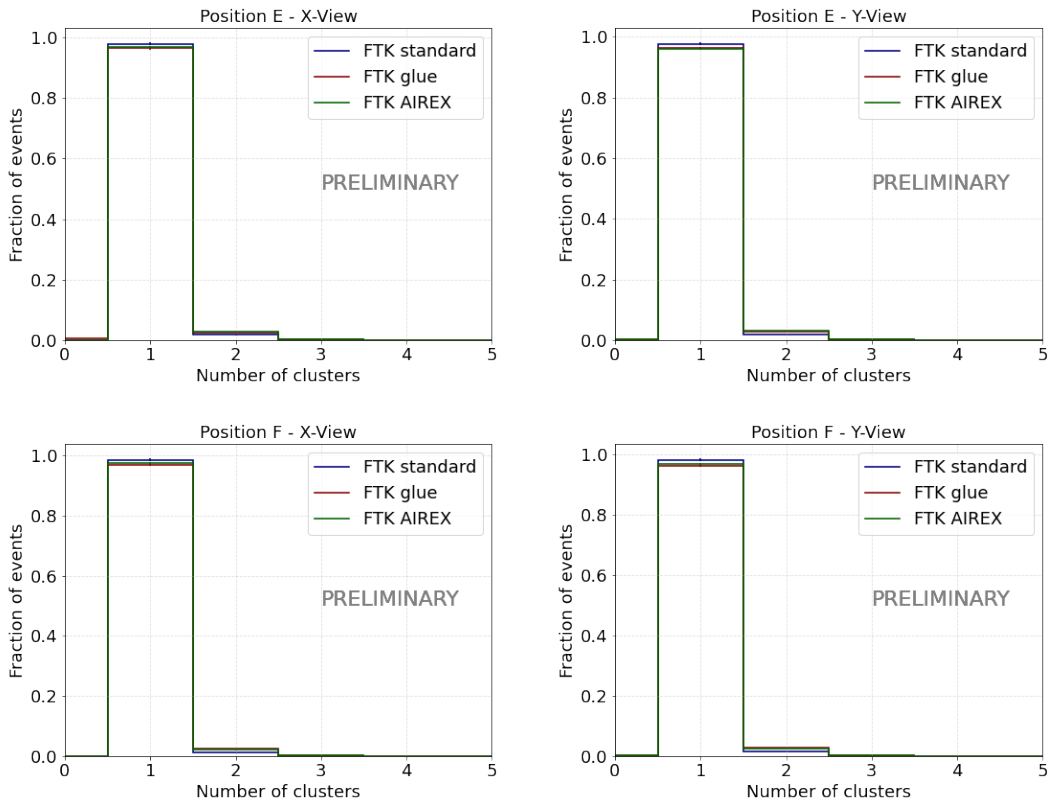 Position E - X-View
1.0
0.8
0.6
0.4
0.2
0.0
Fraction of events
FTK standard
FTK glue
FTK AIREX
PRELIMINARY
0 1 2 3 4 5
Number of clusters
Position E - Y-View
1.0
0.8
0.6
0.4
0.2
0.0
Fraction of events
FTK standard
FTK glue
FTK AIREX
PRELIMINARY
0 1 2 3 4 5
Number of clusters
Position F - X-View
1.0
0.8
0.6
0.4
0.2
0.0
Fraction of events
FTK standard
FTK glue
FTK AIREX
PRELIMINARY
0 1 2 3 4 5
Number of clusters
Position F - Y-View
1.0
0.8
0.6
0.4
0.2
0.0
Fraction of events
FTK standard
FTK glue
FTK AIREX
PRELIMINARY
0 1 2 3 4 5
Number of clusters